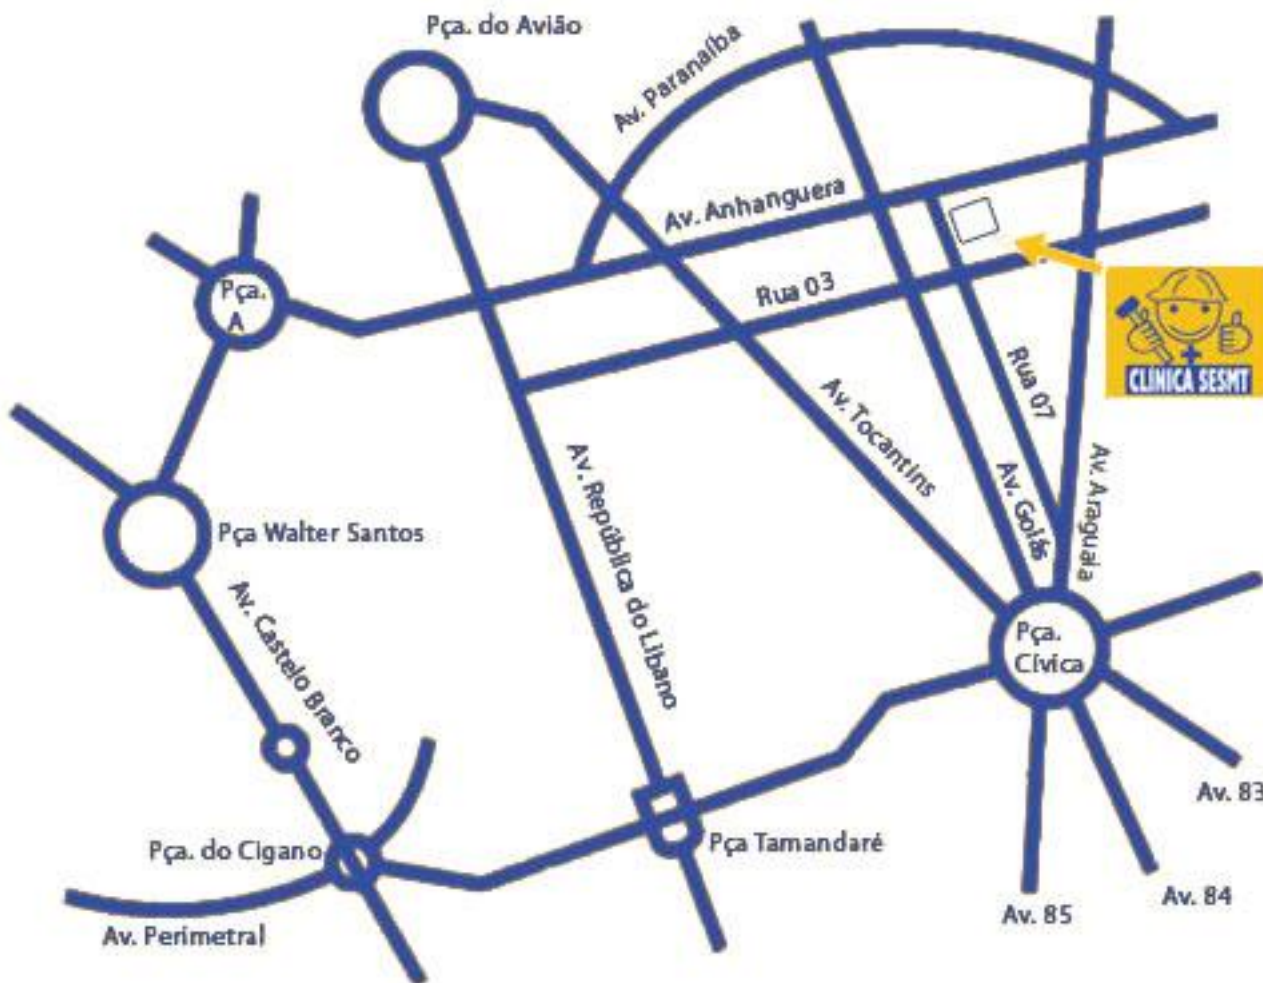 Pça. do Avião
Av. Paranaíba
Av. Anhanguera
Rua 03
Pça.
A
Rua 07
CLÍNICA SESMT
Av. Tocantins
Av. República do Líbano
Av. Goiás
Av. Araguaia
Pça Walter Santos
Av. Castelo Branco
Pça.
Cívica
Av. 83
Pça. do Cigano
Pça Tamandaré
Av. 84
Av. 85
Av. Perimetral